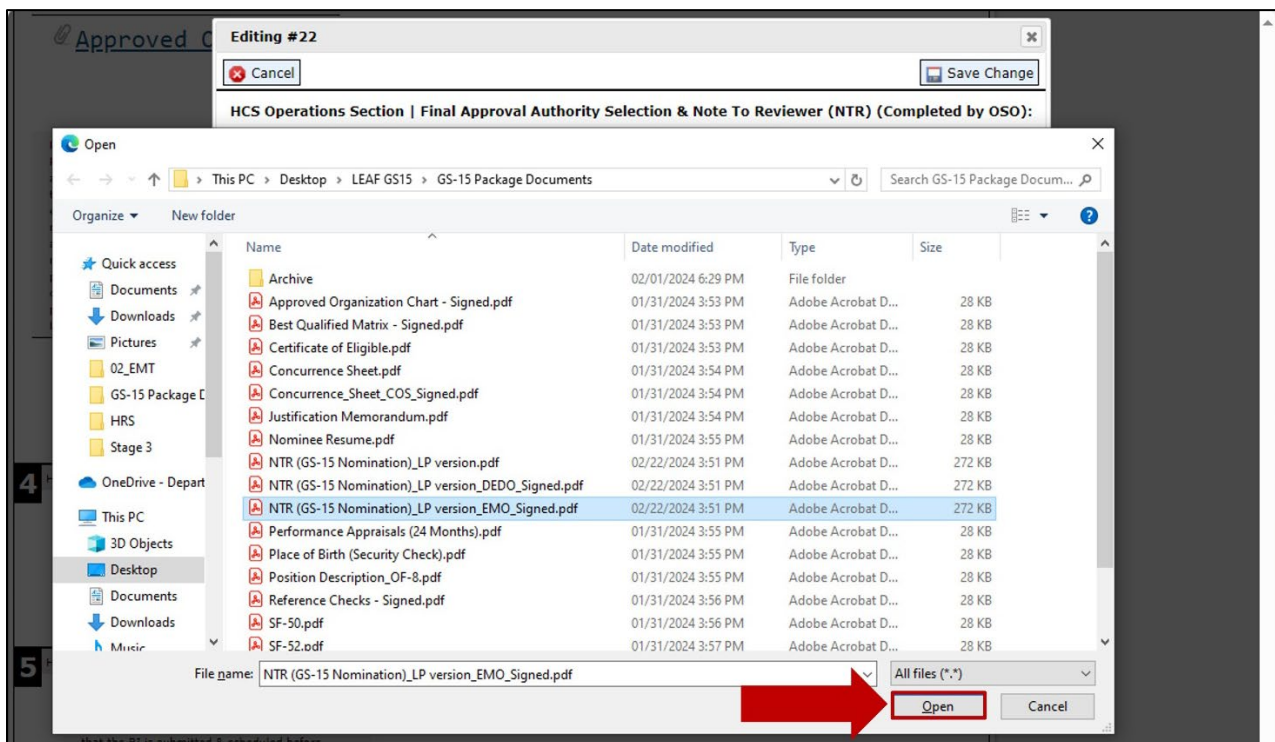 Approved C
Editing #22
Cancel
Save Change
HCS Operations Section | Final Approval Authority Selection & Note To Reviewer (NTR) (Completed by OSO):
Open
This PC > Desktop > LEAF GS15 > GS-15 Package Documents
Search GS-15 Package Docum...
Organize
New folder
Name Date modified Type Size
Quick access
Documents
Downloads
Pictures
02_EMT
GS-15 Package D
HRS
Stage 3
OneDrive - Depart
This PC
3D Objects
Desktop
Documents
Downloads
Music
Archive 02/01/2024 6:29 PM File folder
Approved Organization Chart - Signed.pdf 01/31/2024 3:53 PM Adobe Acrobat D... 28 KB
Best Qualified Matrix - Signed.pdf 01/31/2024 3:53 PM Adobe Acrobat D... 28 KB
Certificate of Eligible.pdf 01/31/2024 3:53 PM Adobe Acrobat D... 28 KB
Concurrence Sheet.pdf 01/31/2024 3:54 PM Adobe Acrobat D... 28 KB
Concurrence_Sheet_COS_Signed.pdf 01/31/2024 3:54 PM Adobe Acrobat D... 28 KB
Justification Memorandum.pdf 01/31/2024 3:54 PM Adobe Acrobat D... 28 KB
Nominee Resume.pdf 01/31/2024 3:55 PM Adobe Acrobat D... 28 KB
NTR (GS-15 Nomination)_LP version.pdf 02/22/2024 3:51 PM Adobe Acrobat D... 272 KB
NTR (GS-15 Nomination)_LP version_DEDO_Signed.pdf 02/22/2024 3:51 PM Adobe Acrobat D... 272 KB
NTR (GS-15 Nomination)_LP version_EMO_Signed.pdf 02/22/2024 3:51 PM Adobe Acrobat D... 272 KB
Performance Appraisals (24 Months).pdf 01/31/2024 3:55 PM Adobe Acrobat D... 28 KB
Place of Birth (Security Check).pdf 01/31/2024 3:55 PM Adobe Acrobat D... 28 KB
Position Description_OF-8.pdf 01/31/2024 3:55 PM Adobe Acrobat D... 28 KB
Reference Checks - Signed.pdf 01/31/2024 3:56 PM Adobe Acrobat D... 28 KB
SF-50.pdf 01/31/2024 3:56 PM Adobe Acrobat D... 28 KB
SF-52.pdf 01/31/2024 3:57 PM Adobe Acrobat D... 28 KB
4
5
File name: NTR (GS-15 Nomination)_LP version_EMO_Signed.pdf
All files (*.*)
Open
Cancel